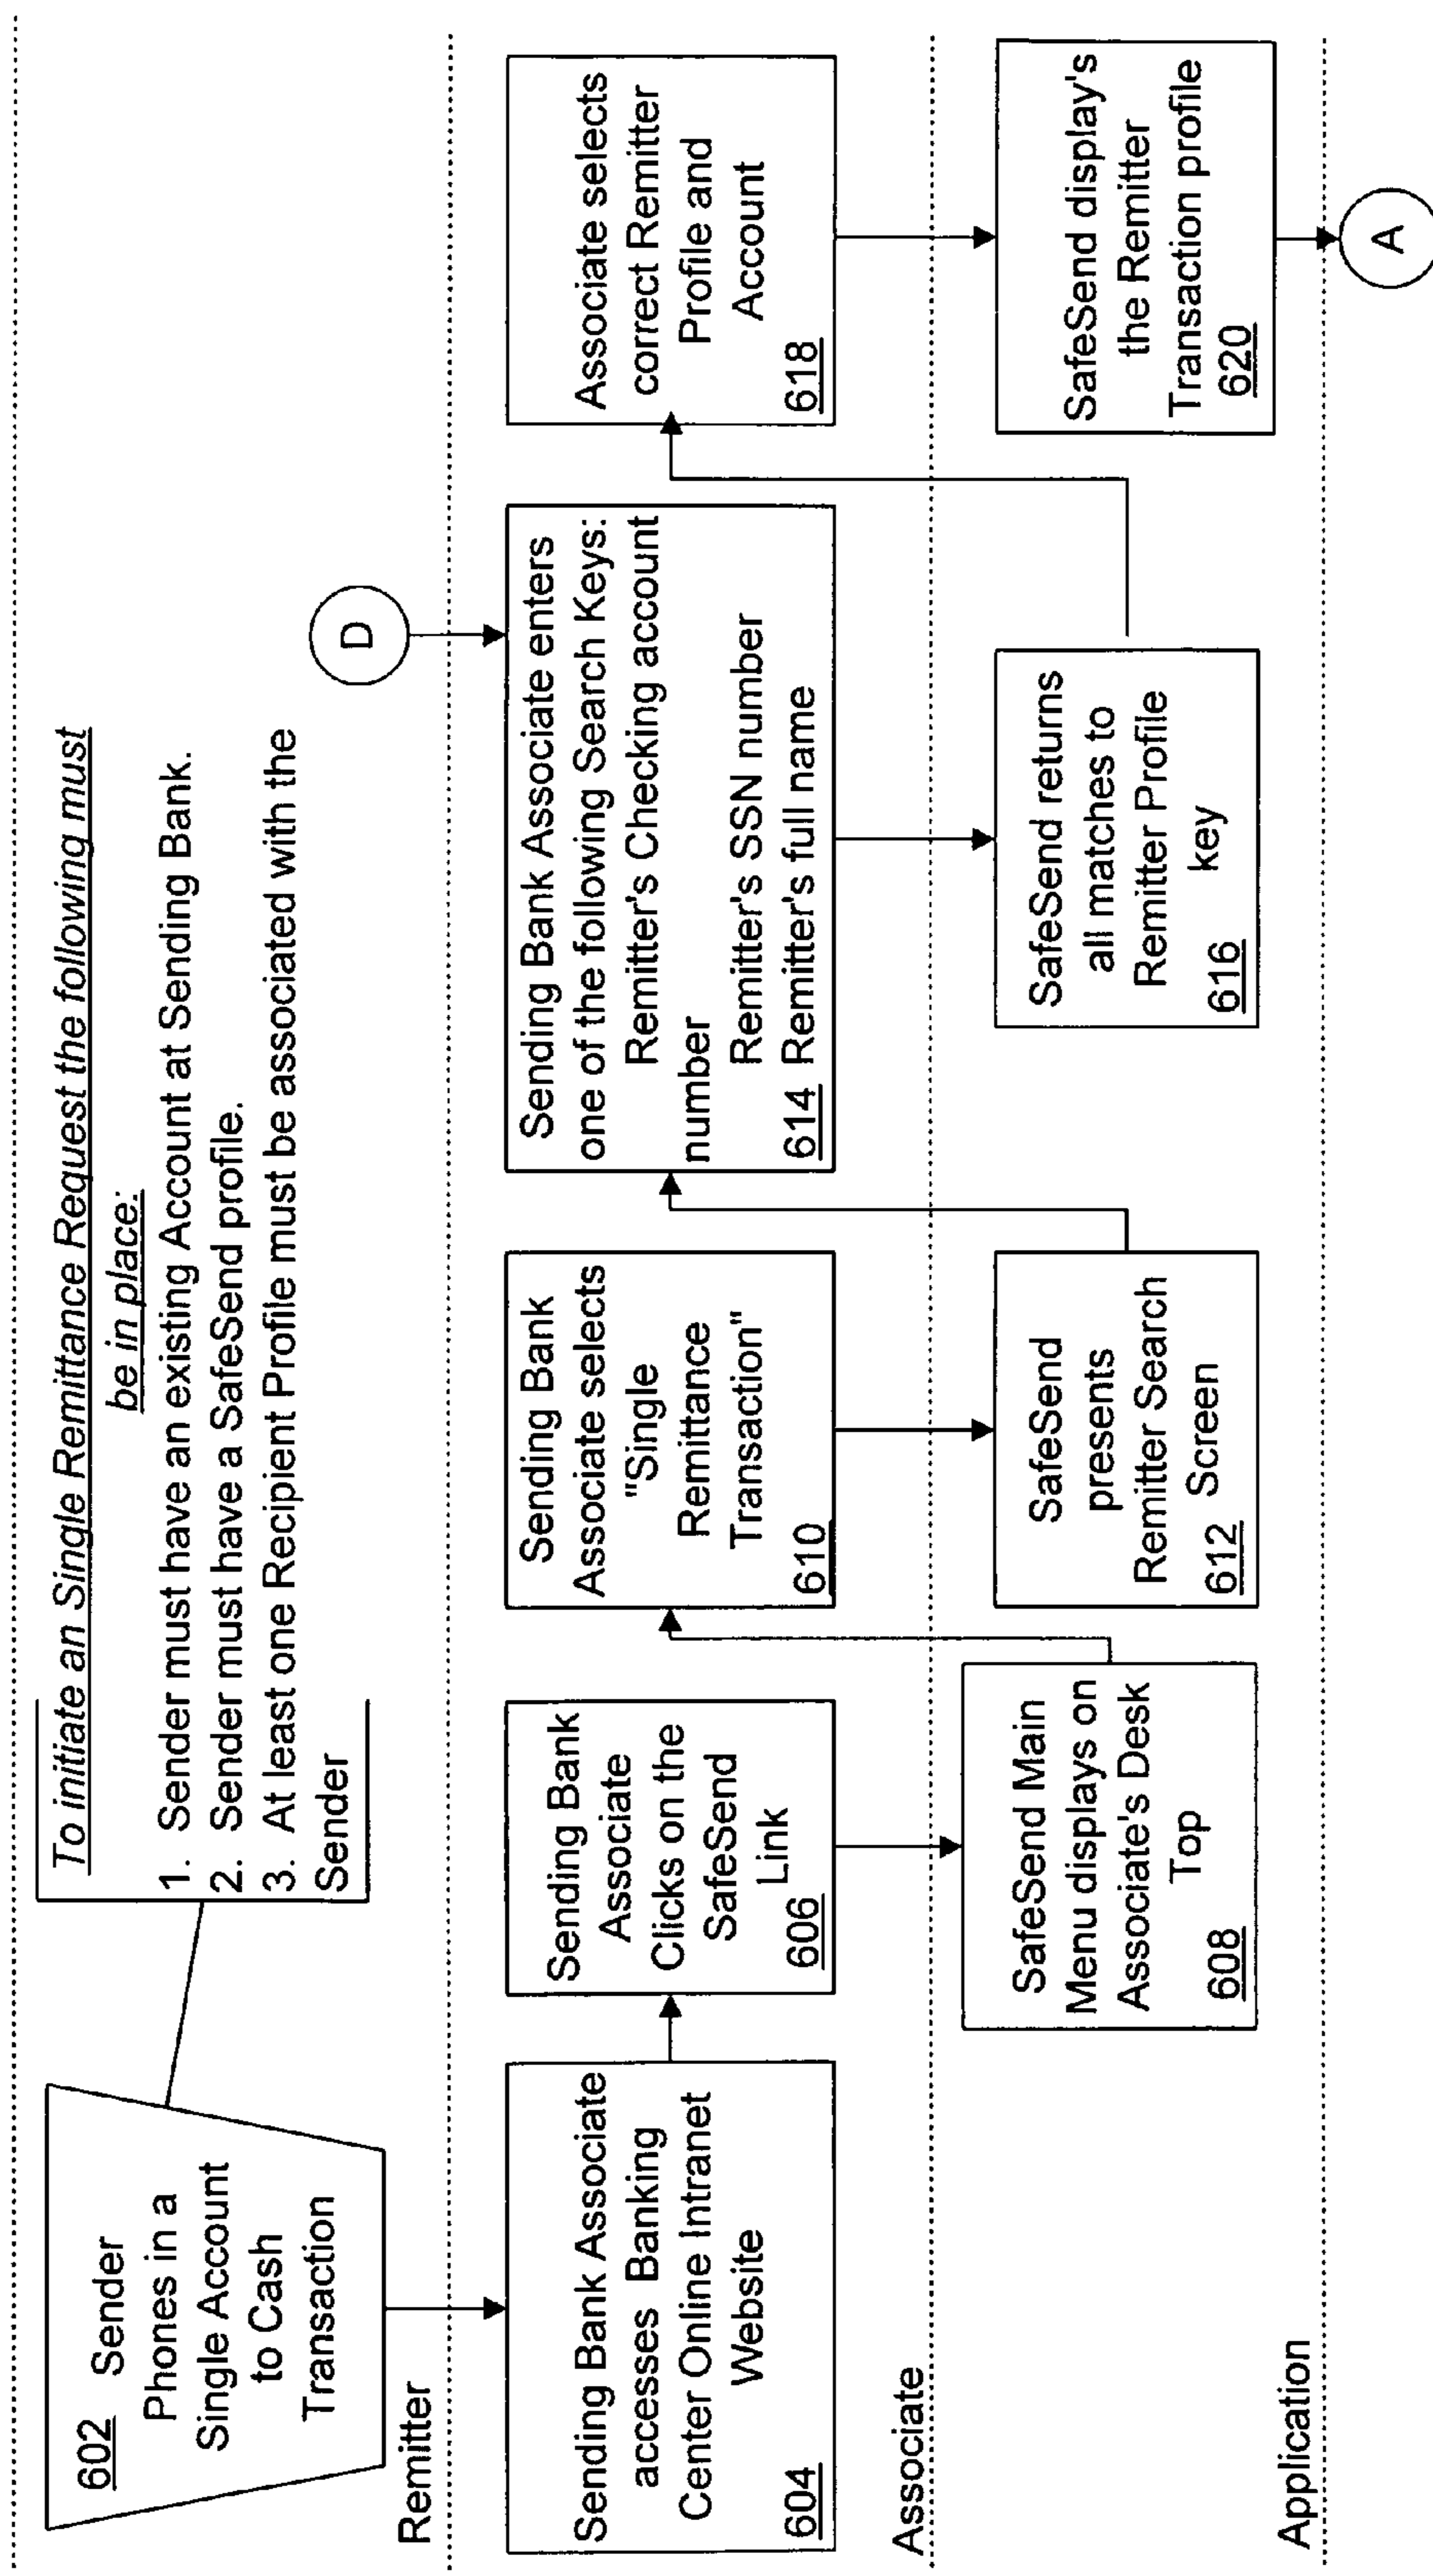 602 Sender
Phones in a
Single Account
to Cash
Transaction
To initiate an Single Remittance Request the following must
be in place:
1. Sender must have an existing Account at Sending Bank.
2. Sender must have a SafeSend profile.
3. At least one Recipient Profile must be associated with the
Sender
D
Remitter
Sending Bank Associate
accesses Banking
Center Online Intranet
Website
604
Sending Bank
Associate
Clicks on the
SafeSend
Link
606
Sending Bank
Associate selects
"Single
Remittance
Transaction"
610
Sending Bank Associate enters
one of the following Search Keys:
Remitter's Checking account
number
Remitter's SSN number
614 Remitter's full name
Associate selects
correct Remitter
Profile and
Account
618
Associate
SafeSend Main
Menu displays on
Associate's Desk
Top
608
SafeSend
presents
Remitter Search
Screen
612
SafeSend returns
all matches to
Remitter Profile
key
616
SafeSend display's
the Remitter
Transaction profile
620
Application
A